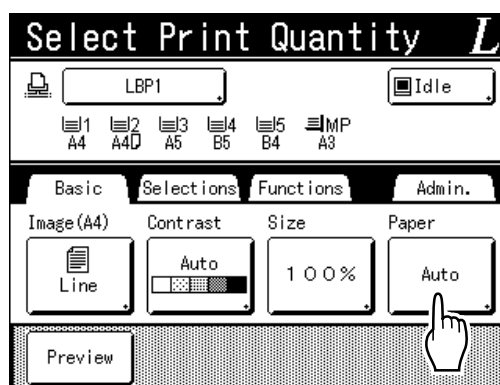 Select Print Quantity L
LBP1 Idle
1 2 3 4 5 MP
A4 A4 A5 B5 B4 A3
Basic Selections Functions Admin.
Image(A4) Contrast Size Paper
Line Auto 100% Auto
Preview